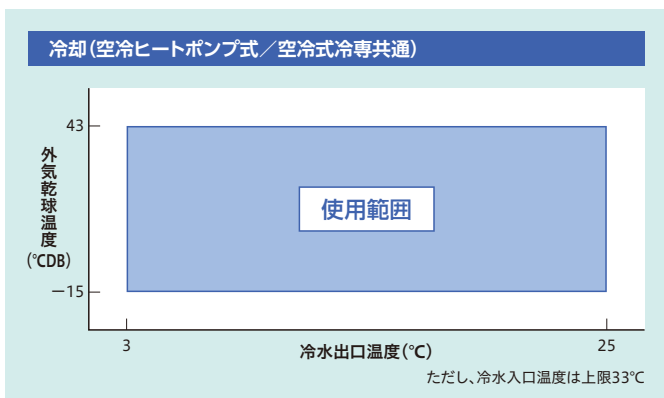 冷却（空冷ヒートポンプ式／空冷式冷専共通）
43
外気乾球温度
(℃DB)
使用範囲
－15
3
冷水出口温度(℃)
25
ただし、冷水入口温度は上限33℃